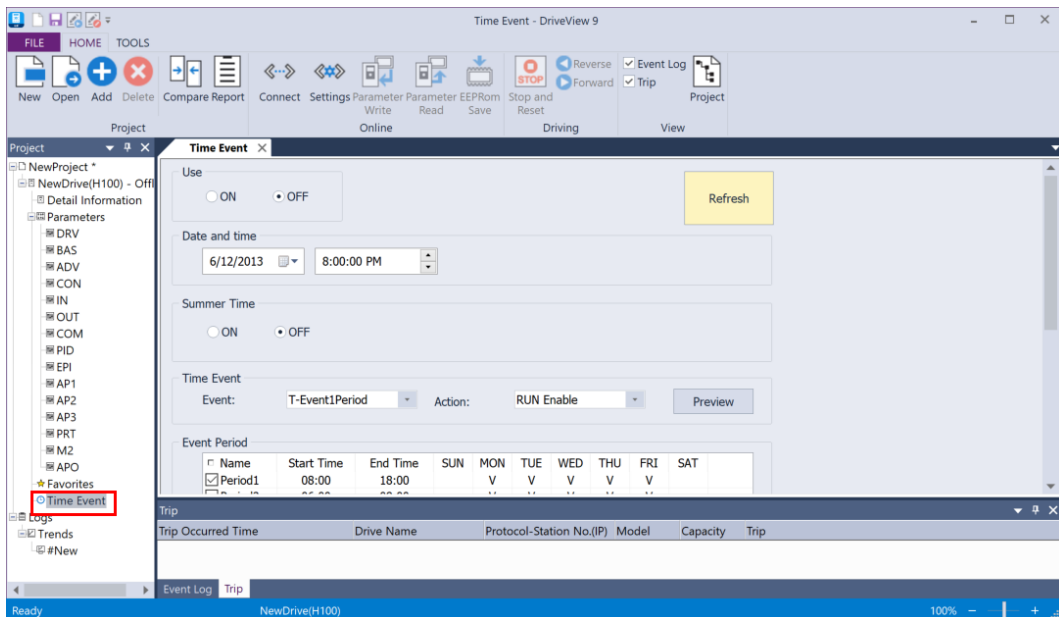 Time Event - DriveView 9
FILE HOME TOOLS
New Open Add Delete Compare Report Connect Settings Parameter Write Parameter Read EEPRom Save STOP Stop and Reset Reverse Forward Event Log Trip Project
Project Online Driving View
Project
NewProject *
NewDrive(H100) - Offl
Detail Information
Parameters
DRV
BAS
ADV
CON
IN
OUT
COM
PID
EPI
AP1
AP2
AP3
PRT
M2
APO
Favorites
Time Event
Logs
Trends
#New
Time Event
Use
ON OFF
Refresh
Date and time
6/12/2013 8:00:00 PM
Summer Time
ON OFF
Time Event
Event: T-Event1Period Action: RUN Enable Preview
Event Period
Name Start Time End Time SUN MON TUE WED THU FRI SAT
Period1 08:00 18:00 V V V V V
Trip
Trip Occurred Time Drive Name Protocol-Station No.(IP) Model Capacity Trip
Event Log Trip
Ready NewDrive(H100) 100%